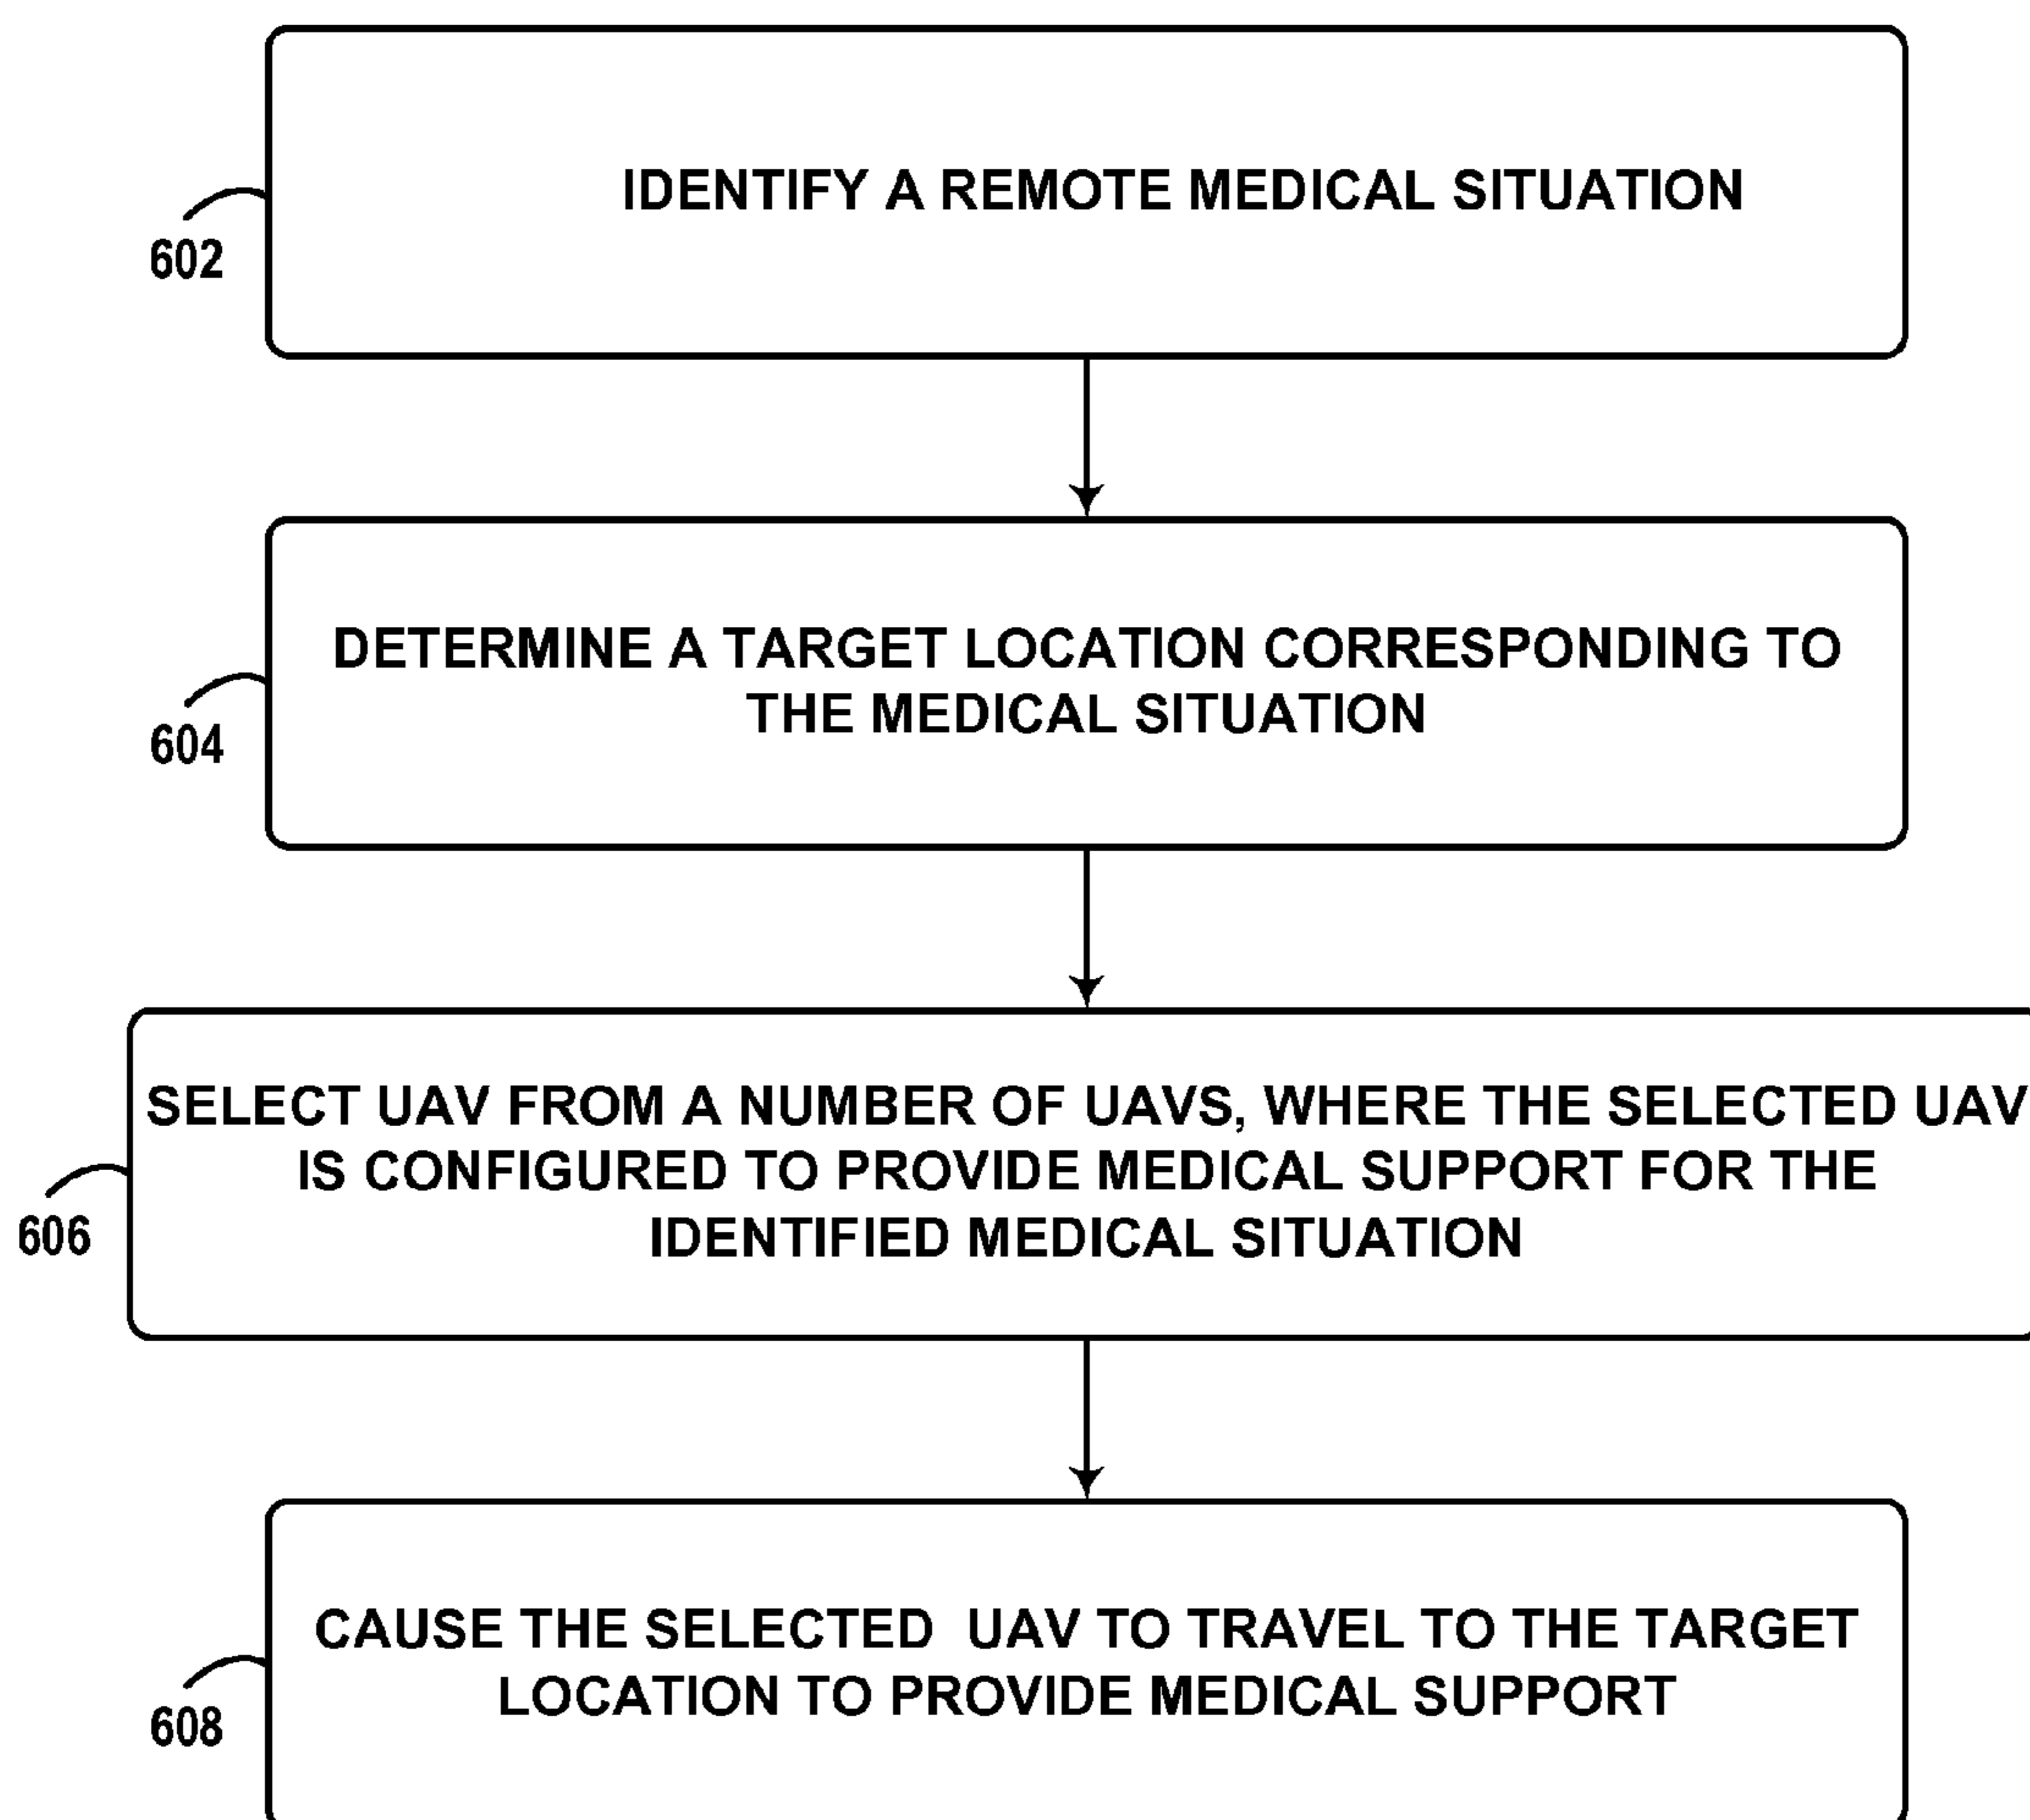 IDENTIFY A REMOTE MEDICAL SITUATION
602
DETERMINE A TARGET LOCATION CORRESPONDING TO
THE MEDICAL SITUATION
604
SELECT UAV FROM A NUMBER OF UAVS, WHERE THE SELECTED UAV
IS CONFIGURED TO PROVIDE MEDICAL SUPPORT FOR THE
IDENTIFIED MEDICAL SITUATION
606
CAUSE THE SELECTED UAV TO TRAVEL TO THE TARGET
LOCATION TO PROVIDE MEDICAL SUPPORT
608